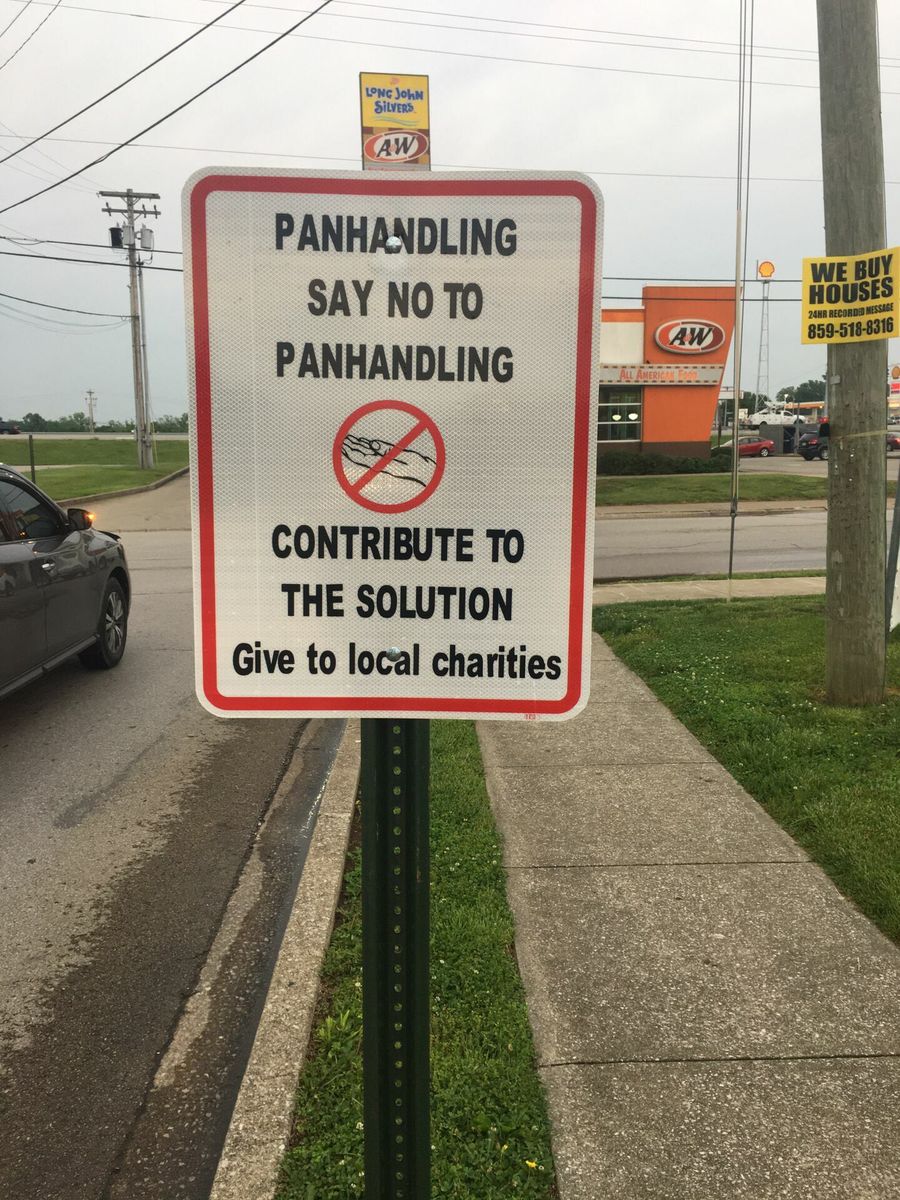 LONG JOHN
SILVER'S
A&W
PANHANDLING
SAY NO TO
PANHANDLING
CONTRIBUTE TO
THE SOLUTION
Give to local charities
A&W
ALL AMERICAN FOOD
WE BUY
HOUSES
24HR RECORDED MESSAGE
859-518-8316